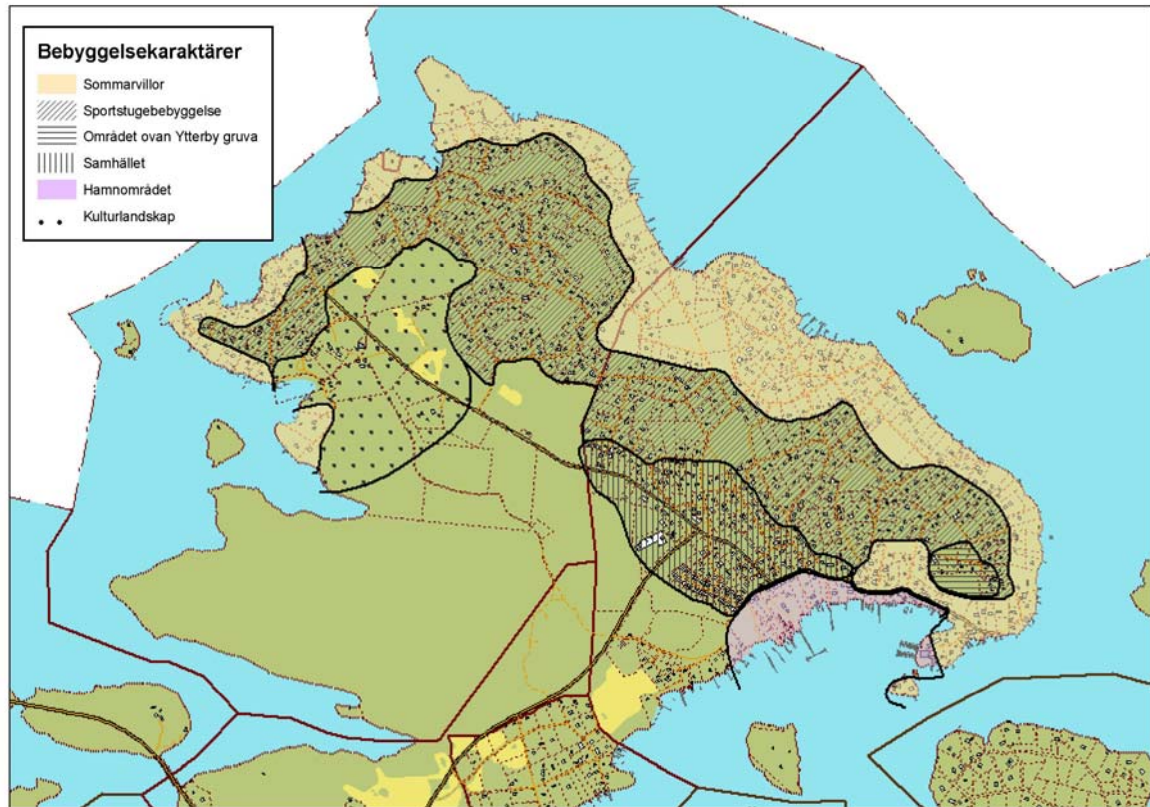 Bebyggelsekaraktärer
Sommarvillor
Sportstugebebyggelse
Området ovan Ytterby gruva
Samhället
Hamnområdet
Kulturlandskap